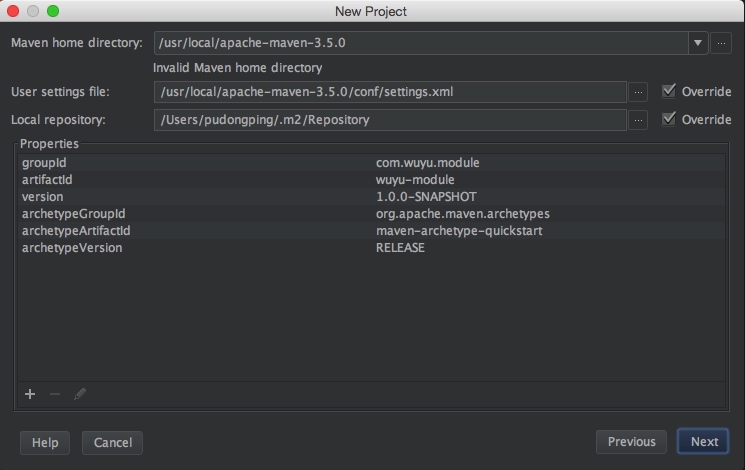 New Project
Maven home directory: /usr/local/apache-maven-3.5.0 ...
Invalid Maven home directory
User settings file: /usr/local/apache-maven-3.5.0/conf/settings.xml ... Override
Local repository: /Users/pudongping/.m2/Repository ... Override
Properties
groupId com.wuyu.module
artifactId wuyu-module
version 1.0.0-SNAPSHOT
archetypeGroupId org.apache.maven.archetypes
archetypeArtifactId maven-archetype-quickstart
archetypeVersion RELEASE
Help Cancel Previous Next